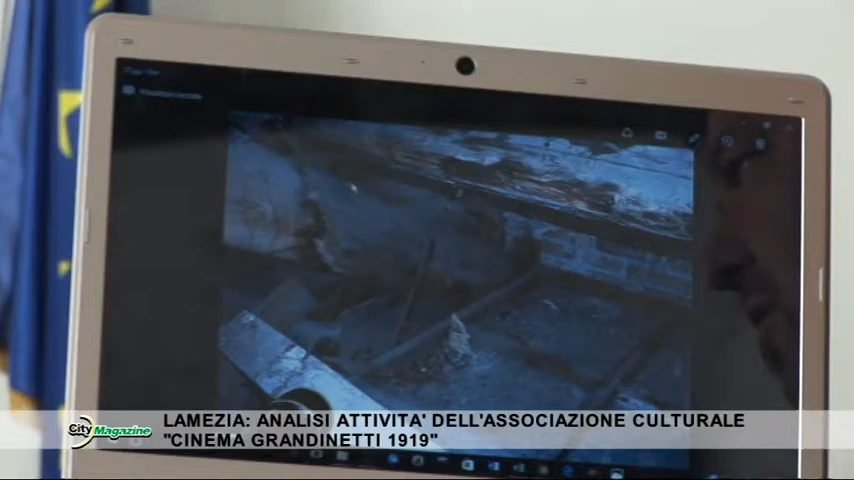 LAMEZIA: ANALISI ATTIVITA' DELL'ASSOCIAZIONE CULTURALE
"CINEMA GRANDINETTI 1919"
City Magazine